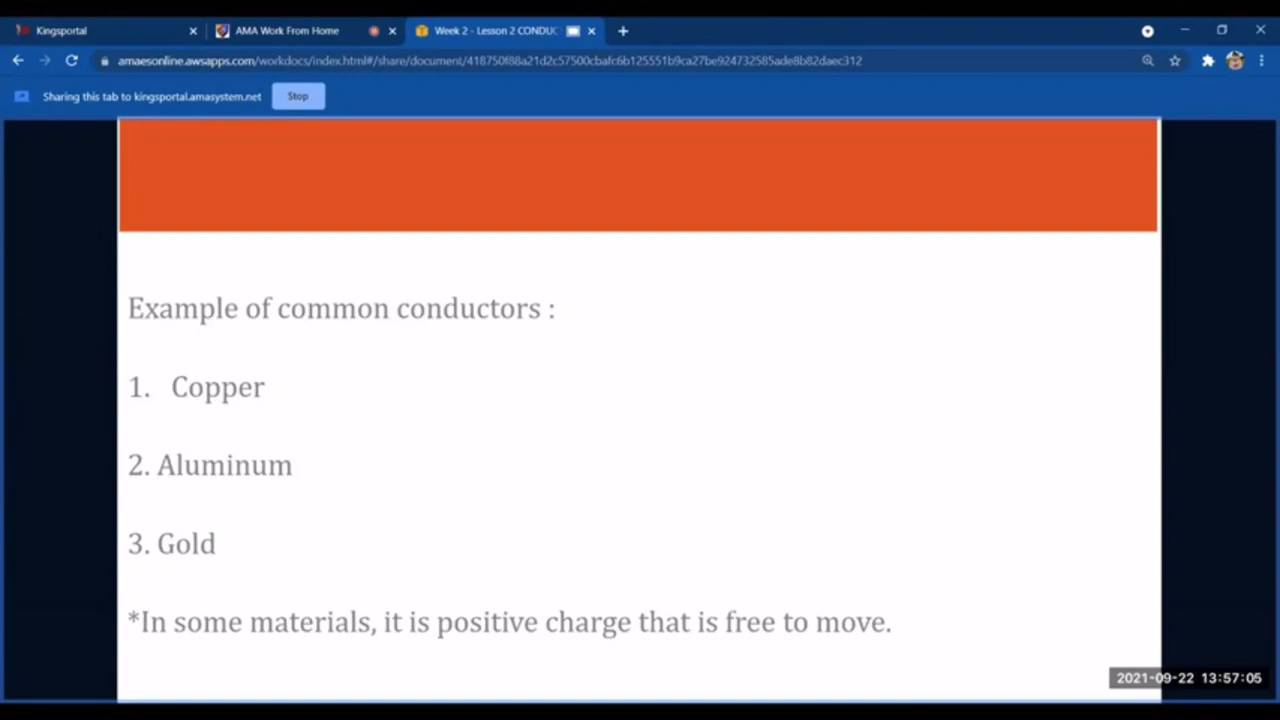 Kingsportal
AMA Work From Home
Week 2 - Lesson 2 CONDUC
amaesonline.awsapps.com/workdocs/index.html#/share/document/418750f88a21d2c57500cbafc6b125551b9ca27be924732585ade8b82daec312
Sharing this tab to kingsportal.amasystem.net
Stop
Example of common conductors :
1. Copper
2. Aluminum
3. Gold
*In some materials, it is positive charge that is free to move.
2021-09-22 13:57:05